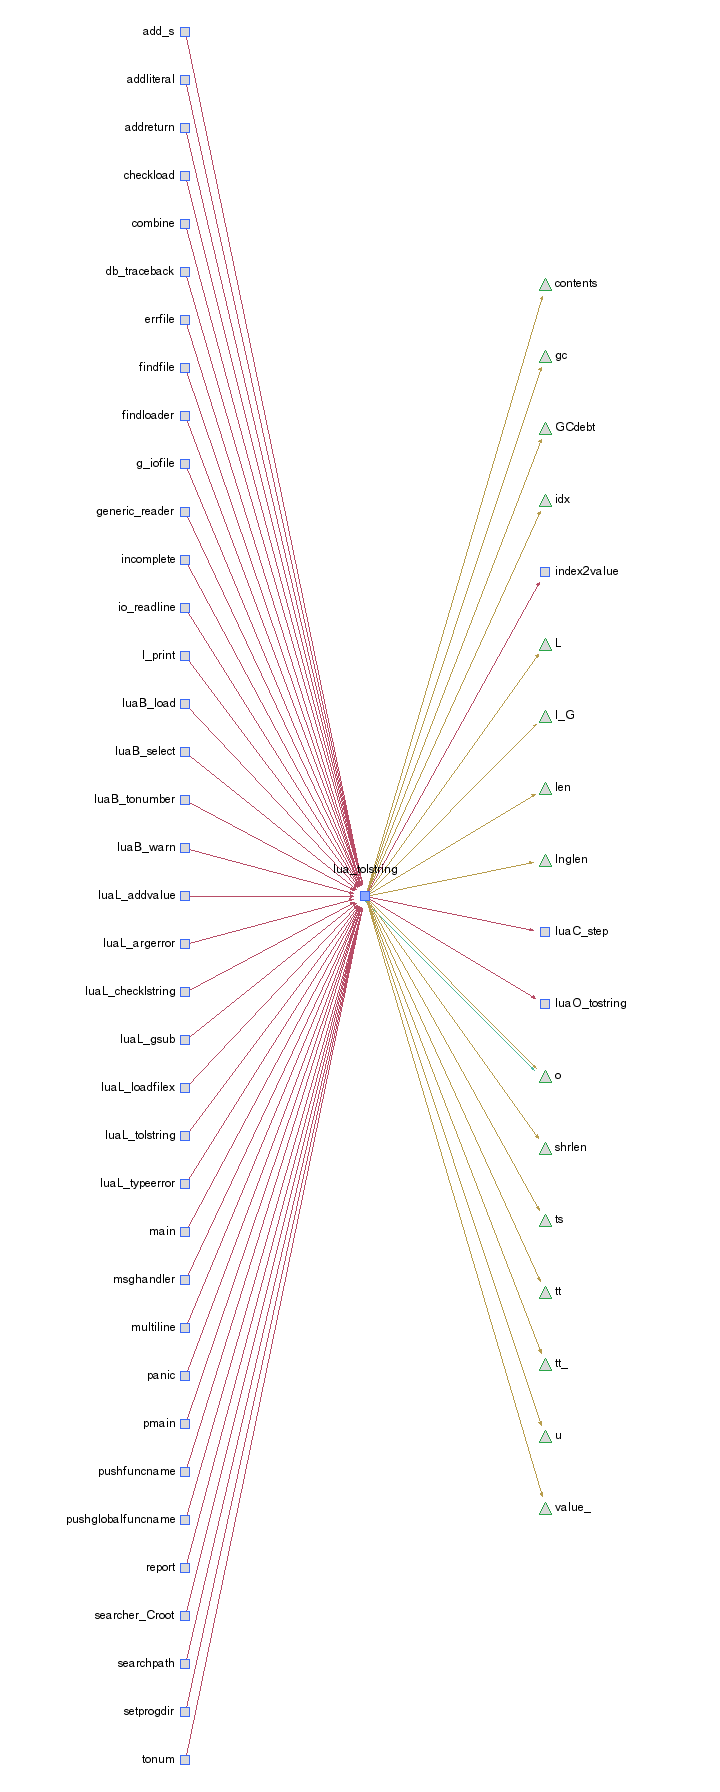 add_s
addliteral
addreturn
checkload
combine
db_traceback
errfile
findfile
findloader
g_iofile
generic_reader
incomplete
io_readline
l_print
luaB_load
luaB_select
luaB_tonumber
luaB_warn
luaL_addvalue
luaL_argerror
luaL_checklstring
luaL_gsub
luaL_loadfilex
luaL_tolstring
luaL_typeerror
main
msghandler
multiline
panic
pmain
pushfuncname
pushglobalfuncname
report
searcher_Croot
searchpath
setprogdir
tonum
lua_tolstring
contents
gc
GCdebt
idx
index2value
L
l_G
len
lnglen
luaC_step
luaO_tostring
o
shrlen
ts
tt
tt_
u
value_